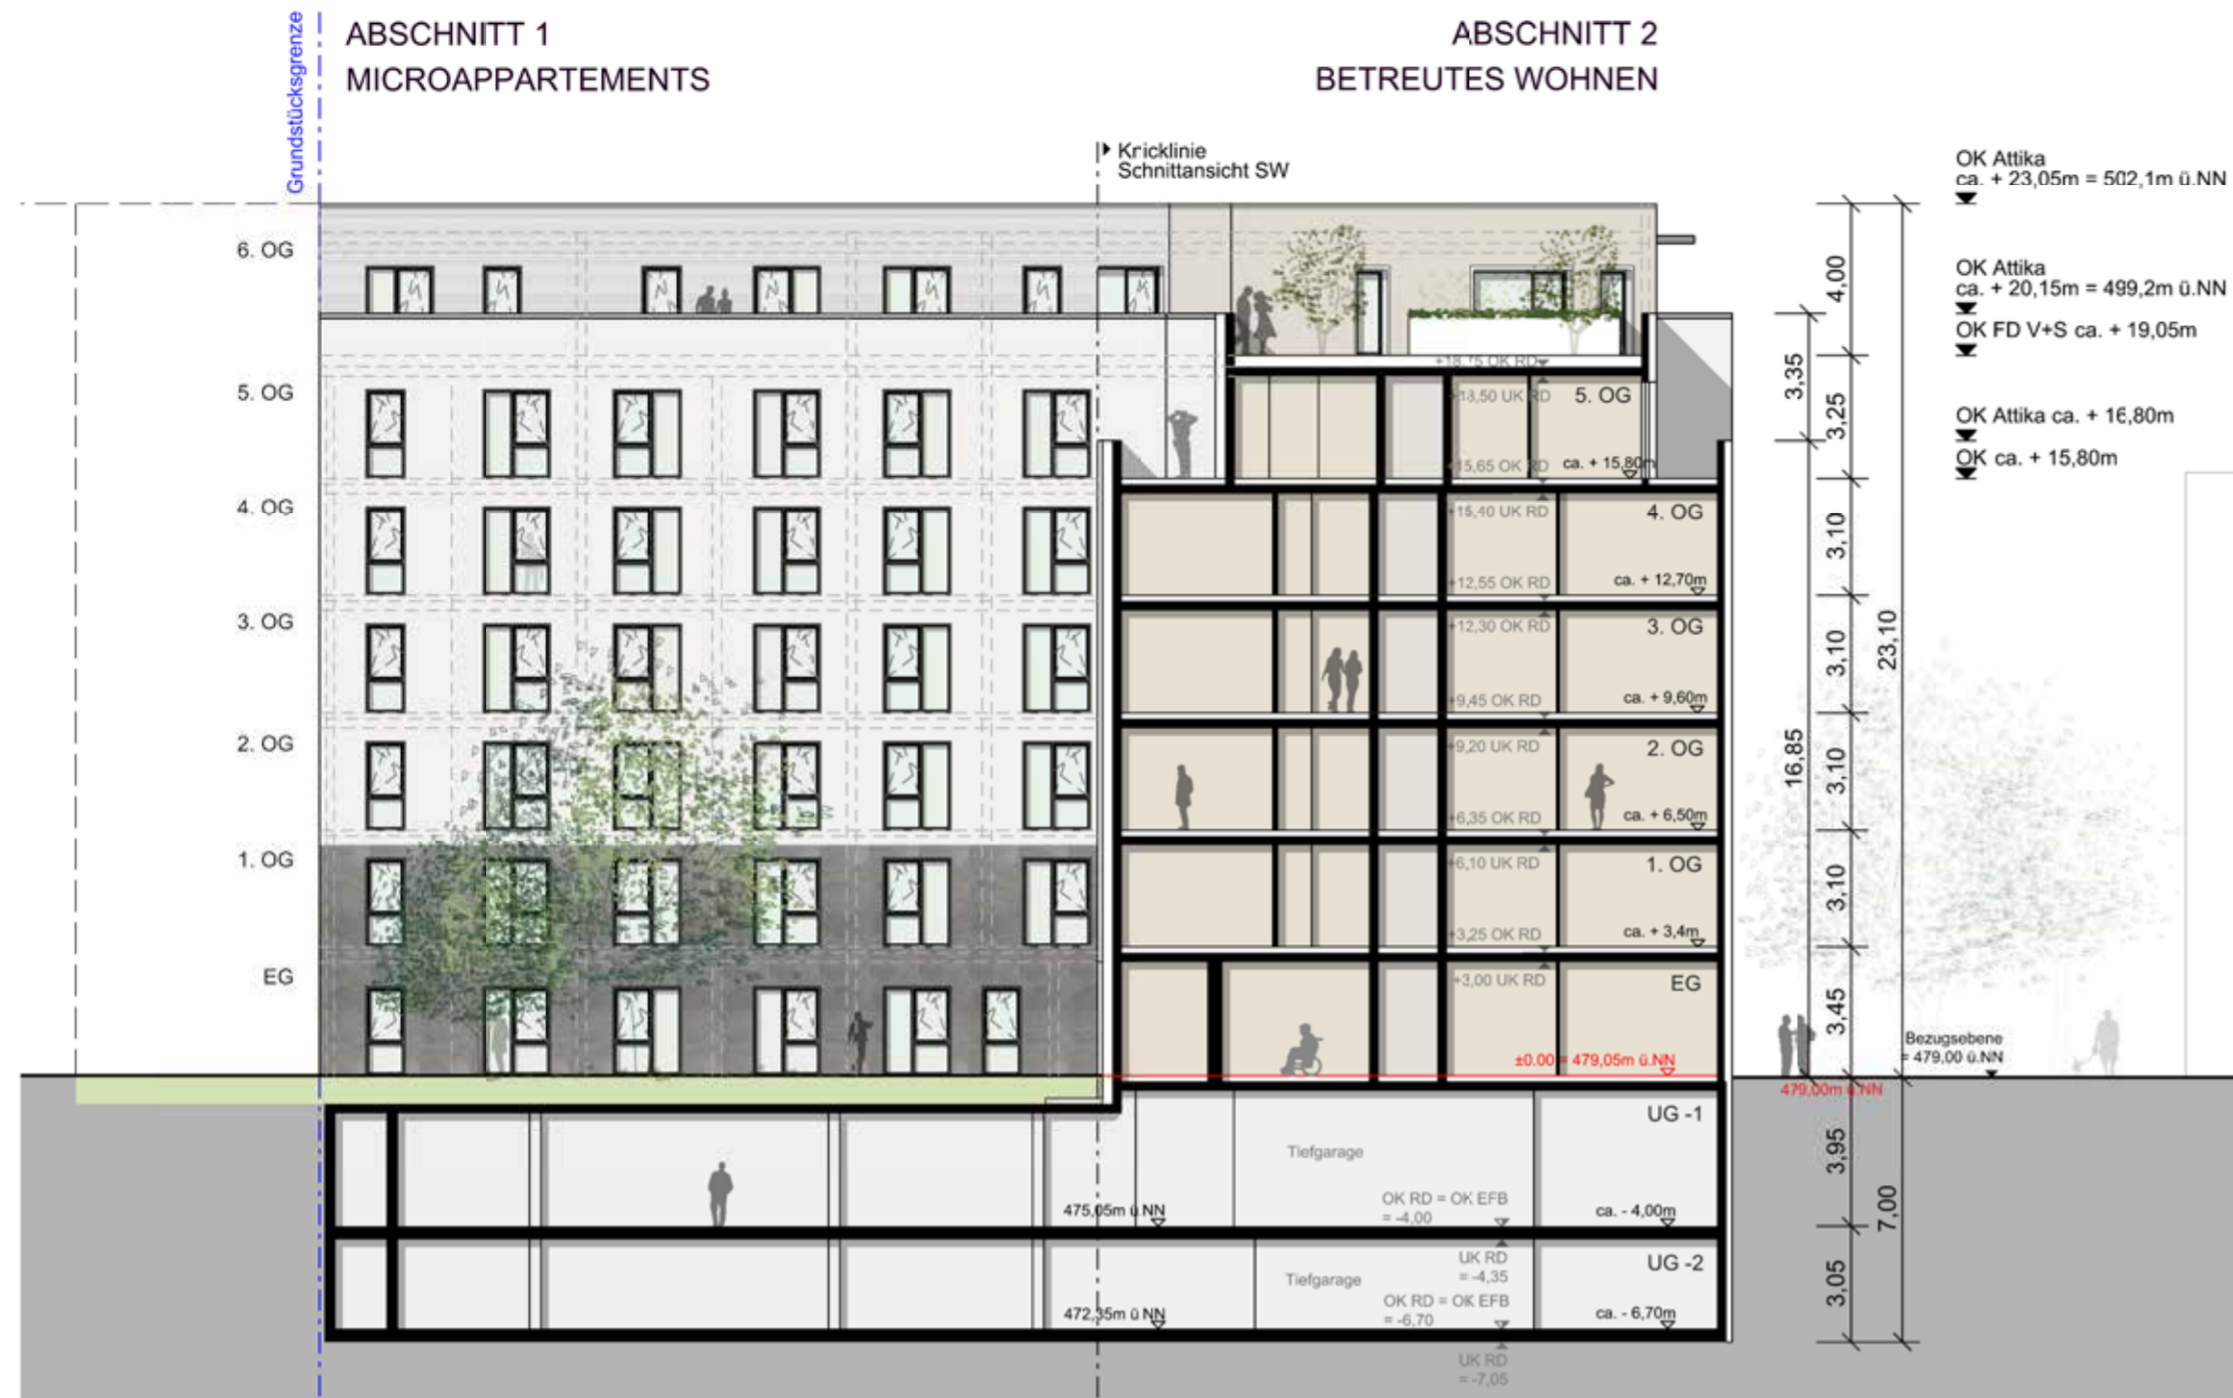 Grundstücksgrenze
ABSCHNITT 1
MICROAPPARTEMENTS
ABSCHNITT 2
BETREUTES WOHNEN
Kricklinie
Schnittansicht SW
OK Attika
ca. + 23,05m = 502,1m ü.NN
OK Attika
ca. + 20,15m = 499,2m ü.NN
OK FD V+S ca. + 19,05m
OK Attika ca. + 16,80m
OK ca. + 15,80m
6. OG
5. OG
4. OG
3. OG
2. OG
1. OG
EG
+18,75 OK RD
+18,50 UK RD
5. OG
+15,65 OK RD
ca. + 15,80m
+15,40 UK RD
4. OG
+12,55 OK RD
ca. + 12,70m
+12,30 OK RD
3. OG
+9,45 OK RD
ca. + 9,60m
+9,20 UK RD
2. OG
+6,35 OK RD
ca. + 6,50m
+6,10 UK RD
1. OG
+3,25 OK RD
ca. + 3,4m
+3,00 UK RD
EG
±0.00 = 479,05m ü.NN
UG -1
Tiefgarage
OK RD = OK EFB
= -4,00
475,05m ü.NN
ca. - 4,00m
UG -2
UK RD
= -4,35
Tiefgarage
OK RD = OK EFB
= -6,70
472,35m ü NN
ca. - 6,70m
UK RD
= -7,05
3,35
16,85
4,00
3,25
3,10
3,10
3,10
3,10
3,45
3,95
3,05
23,10
7,00
Bezugsebene
= 479,00 ü.NN
479,00m ü.NN